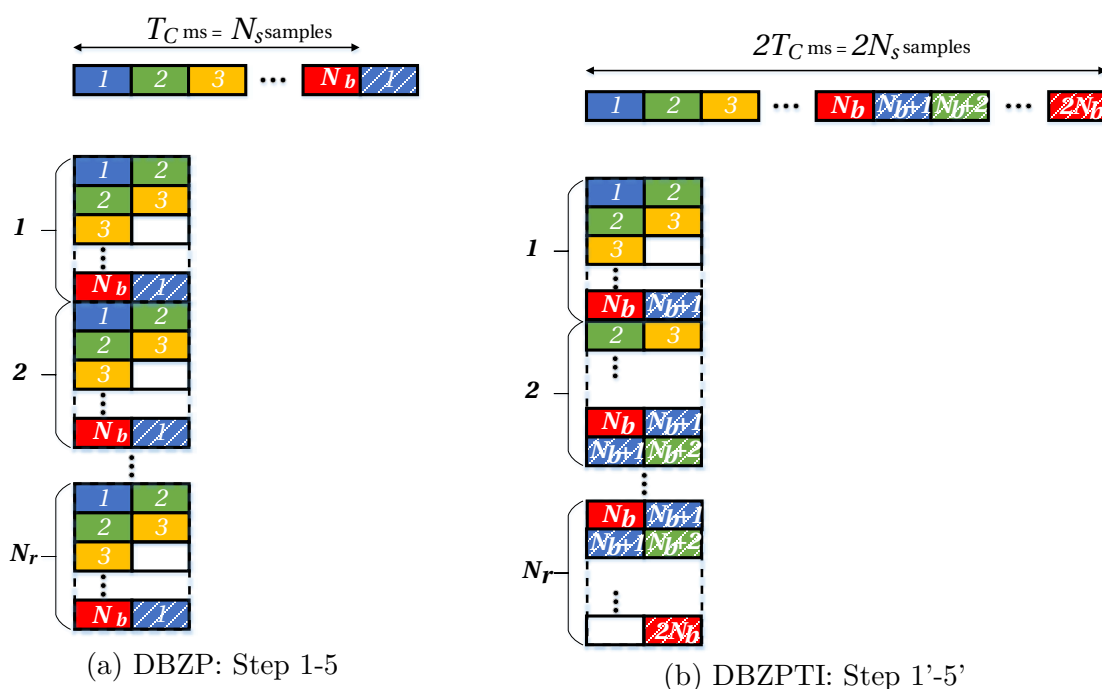 T_C ms = N_s samples
1 2 3 ... N_b 1
1 2
2 3
3
1
N_b 1
1 2
2 3
2
3
N_b 1
1 2
2 3
N_r
3
N_b 1
(a) DBZP: Step 1-5
2T_C ms = 2N_s samples
1 2 3 ... N_b N_b+1 N_b+2 ... 2N_b
1 2
2 3
1
3
N_b N_b+1
2 3
2
N_b N_b+1
N_b+1 N_b+2
N_b N_b+1
N_b+1 N_b+2
N_r
2N_b
(b) DBZPTI: Step 1'-5'